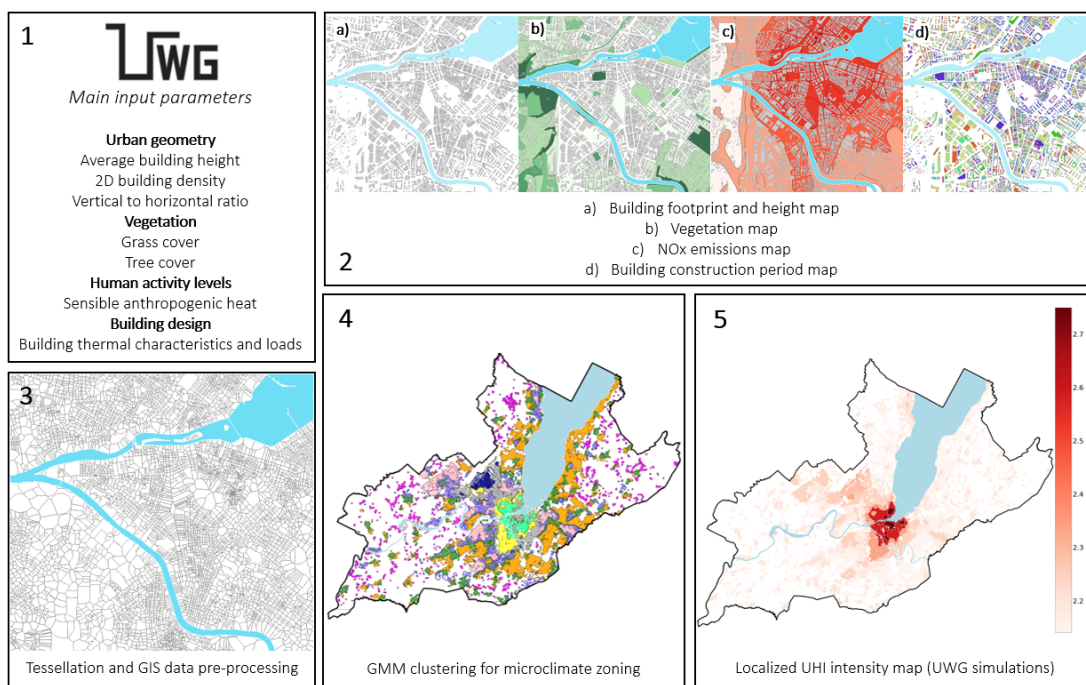 1
UWG
Main input parameters
Urban geometry
Average building height
2D building density
Vertical to horizontal ratio
Vegetation
Grass cover
Tree cover
Human activity levels
Sensible anthropogenic heat
Building design
Building thermal characteristics and loads
a)
b)
c)
d)
a) Building footprint and height map
b) Vegetation map
c) NOx emissions map
d) Building construction period map
2
3
Tessellation and GIS data pre-processing
4
GMM clustering for microclimate zoning
5
2.7
2.6
2.5
2.4
2.3
2.2
Localized UHI intensity map (UWG simulations)